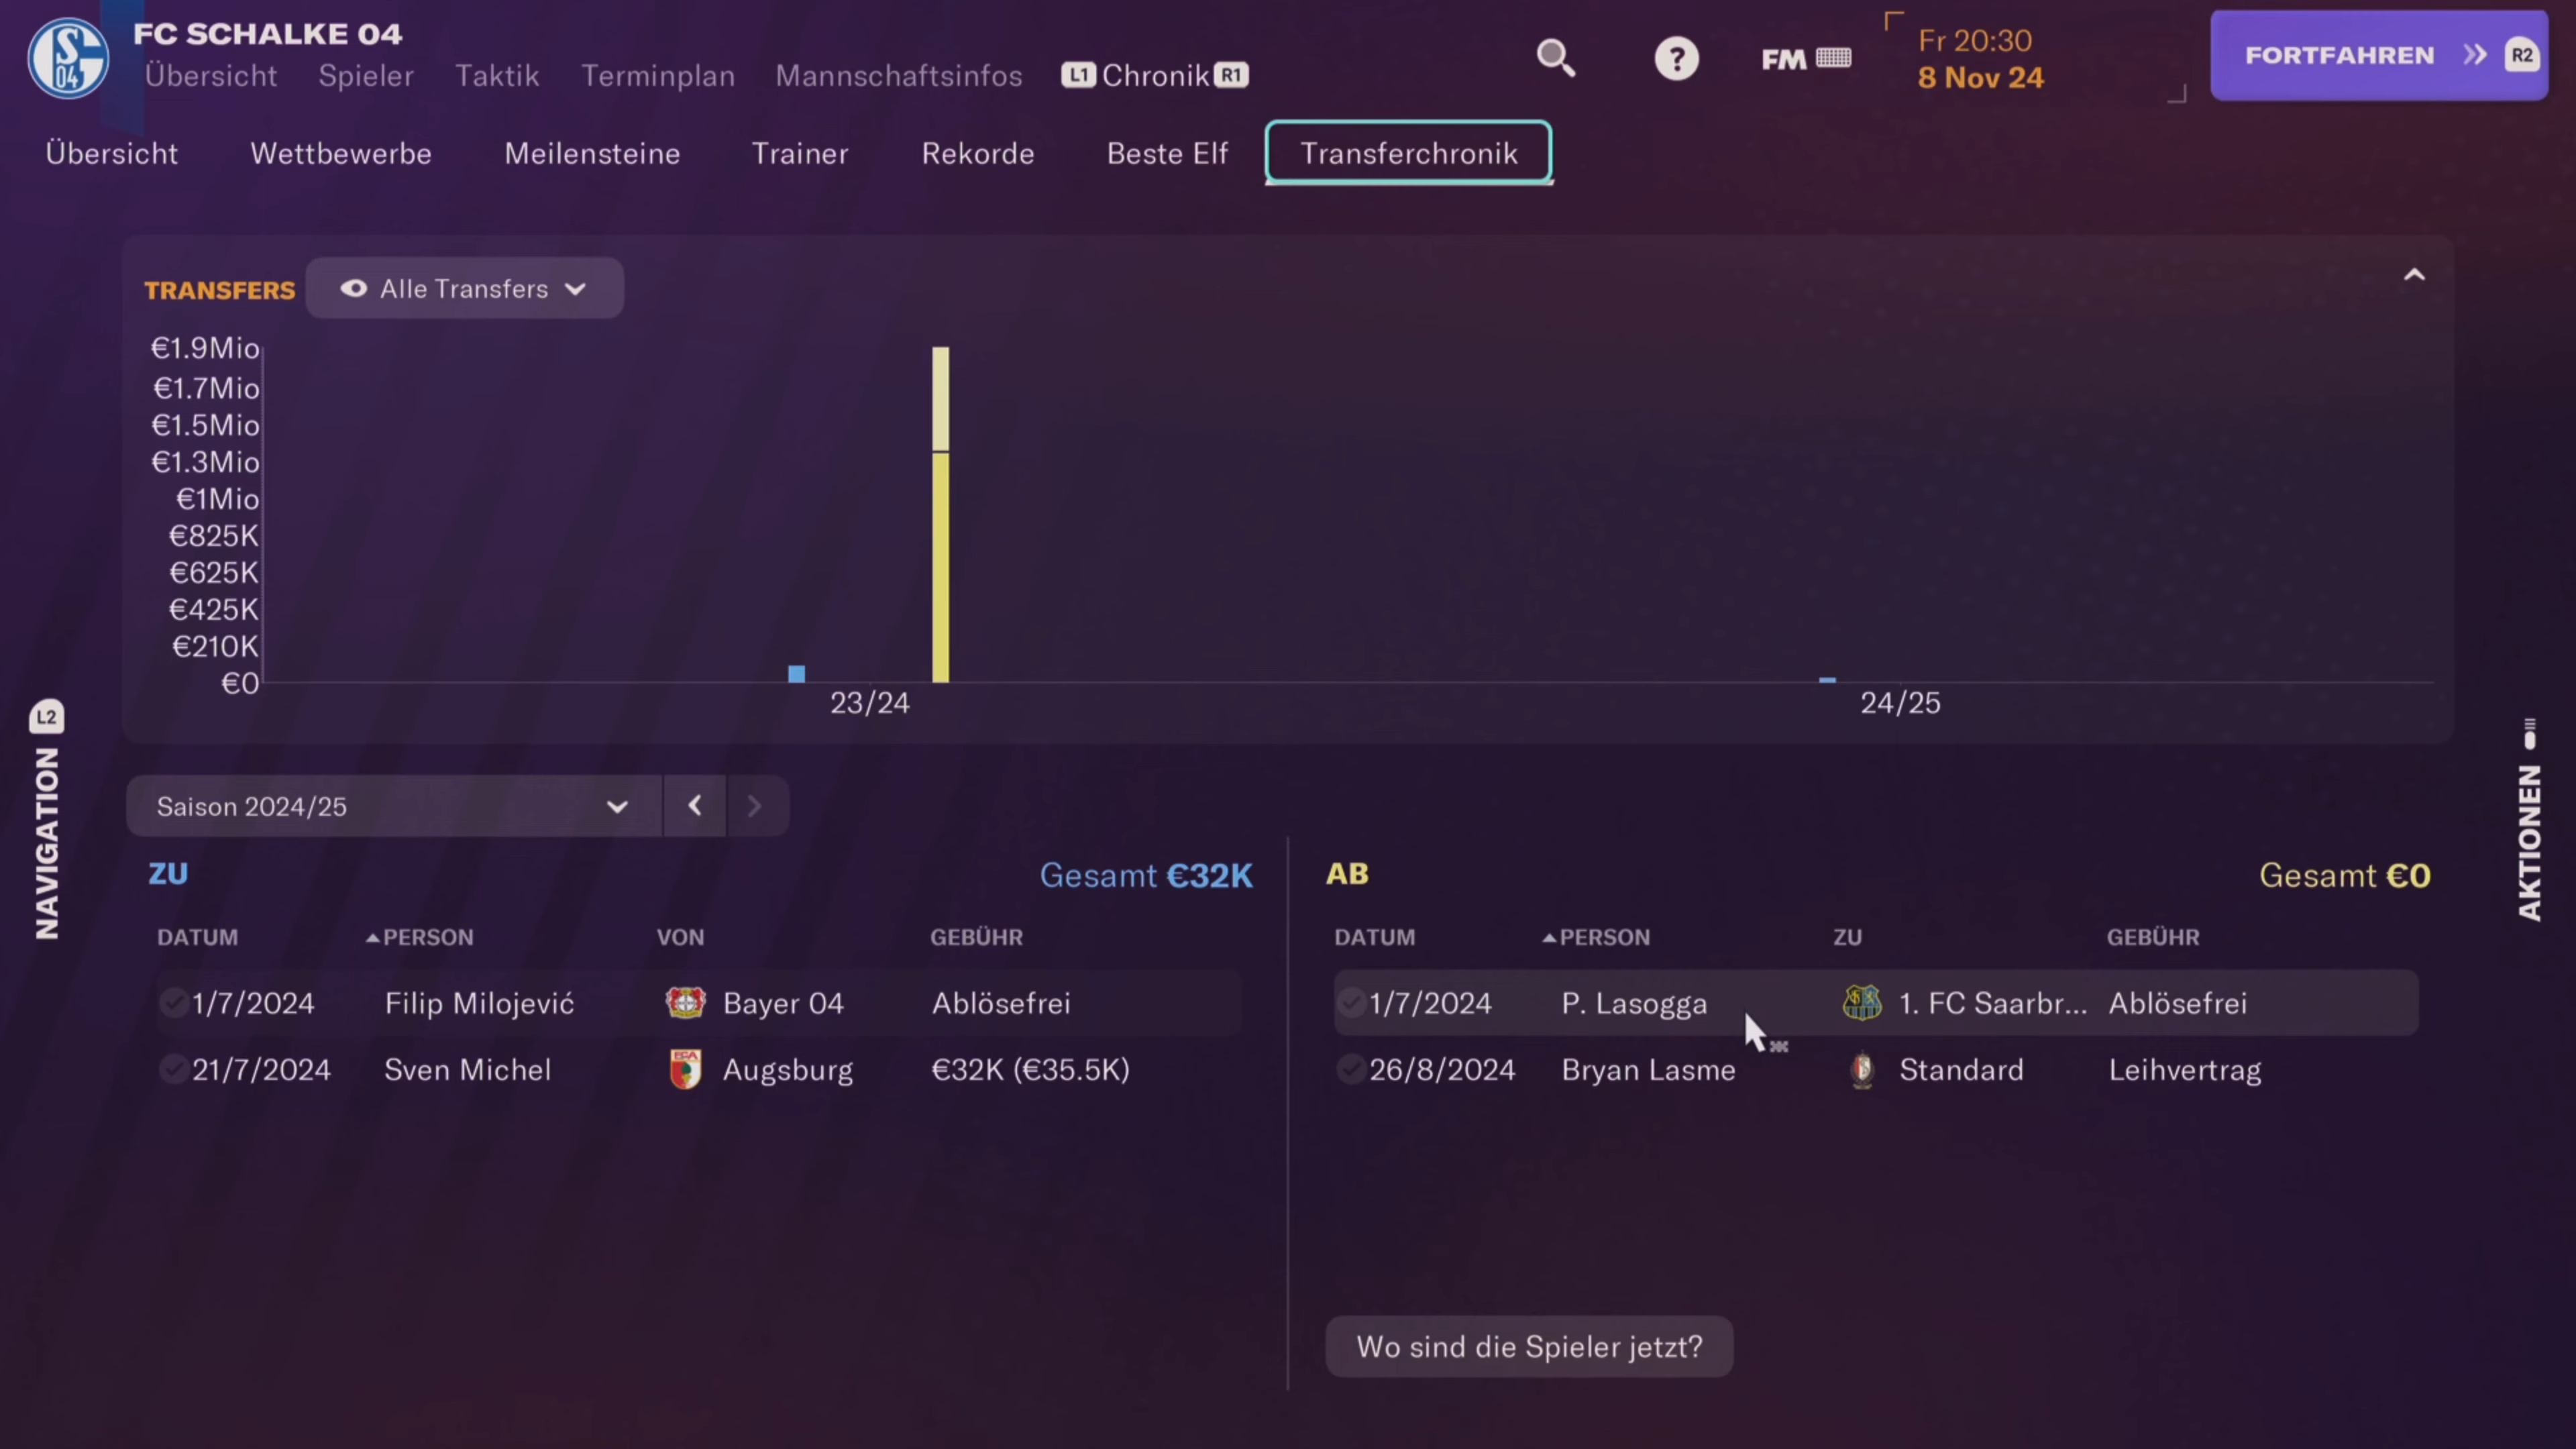 FC SCHALKE 04
Übersicht Spieler Taktik Terminplan Mannschaftsinfos L1 Chronik R1
? FM
Fr 20:30
8 Nov 24
FORTFAHREN R2
Übersicht Wettbewerbe Meilensteine Trainer Rekorde Beste Elf Transferchronik
TRANSFERS Alle Transfers
€1.9Mio
€1.7Mio
€1.5Mio
€1.3Mio
€1Mio
€825K
€625K
€425K
€210K
€0
23/24 24/25
L2 NAVIGATION
AKTIONEN
Saison 2024/25
ZU Gesamt €32K
DATUM PERSON VON GEBÜHR
1/7/2024 Filip Milojević Bayer 04 Ablösefrei
21/7/2024 Sven Michel Augsburg €32K (€35.5K)
AB Gesamt €0
DATUM PERSON ZU GEBÜHR
1/7/2024 P. Lasogga 1. FC Saarbr... Ablösefrei
26/8/2024 Bryan Lasme Standard Leihvertrag
Wo sind die Spieler jetzt?